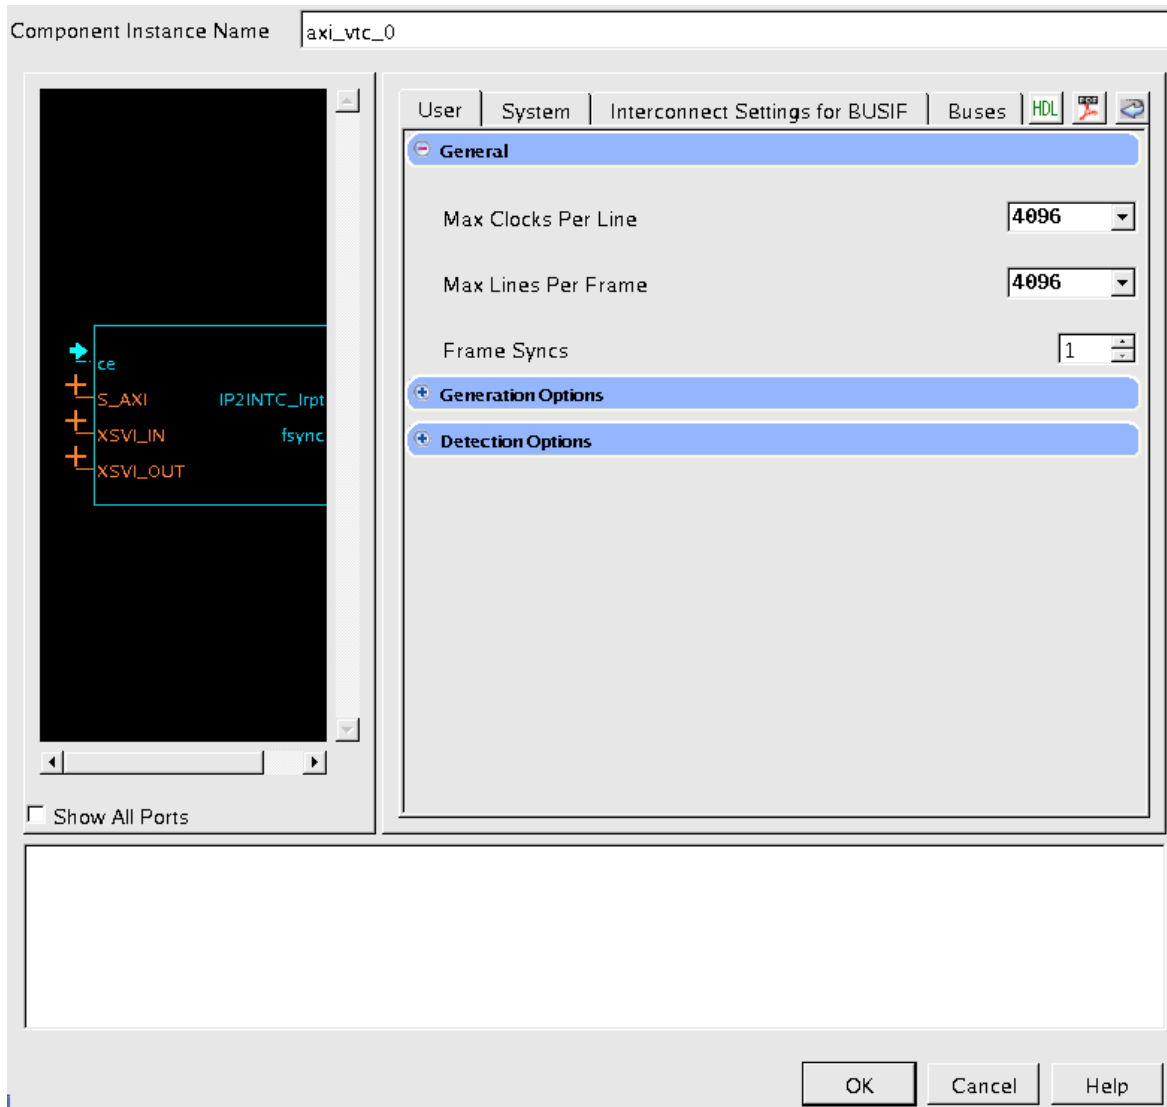 Component Instance Name axi_vtc_0
User System Interconnect Settings for BUSIF Buses HDL PDF
General
Max Clocks Per Line 4096
Max Lines Per Frame 4096
Frame Syncs 1
Generation Options
Detection Options
ce
S_AXI IP2INTC_Irpt
XSVI_IN fsync
XSVI_OUT
Show All Ports
OK Cancel Help